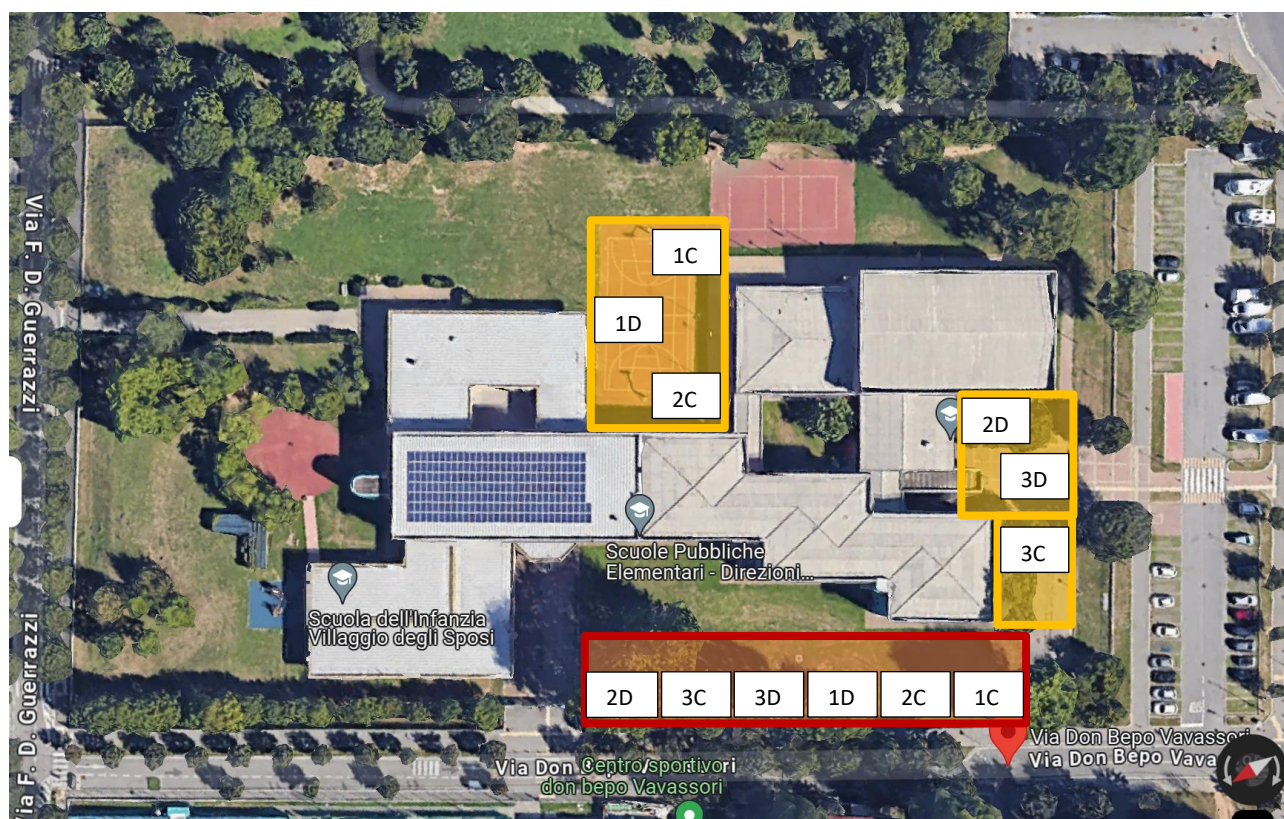 Via F. D. Guerrazzi
1C
1D
2C
2D
3D
3C
Scuole Pubbliche
Elementari - Direzioni...
Scuola dell'Infanzia
Villaggio degli Sposi
2D
3C
3D
1D
2C
1C
Via F. D. Guerrazzi
Via Don Bepo Vavassori
Via Don Bepo Vava
Centro sportivo
don bepo Vavassori